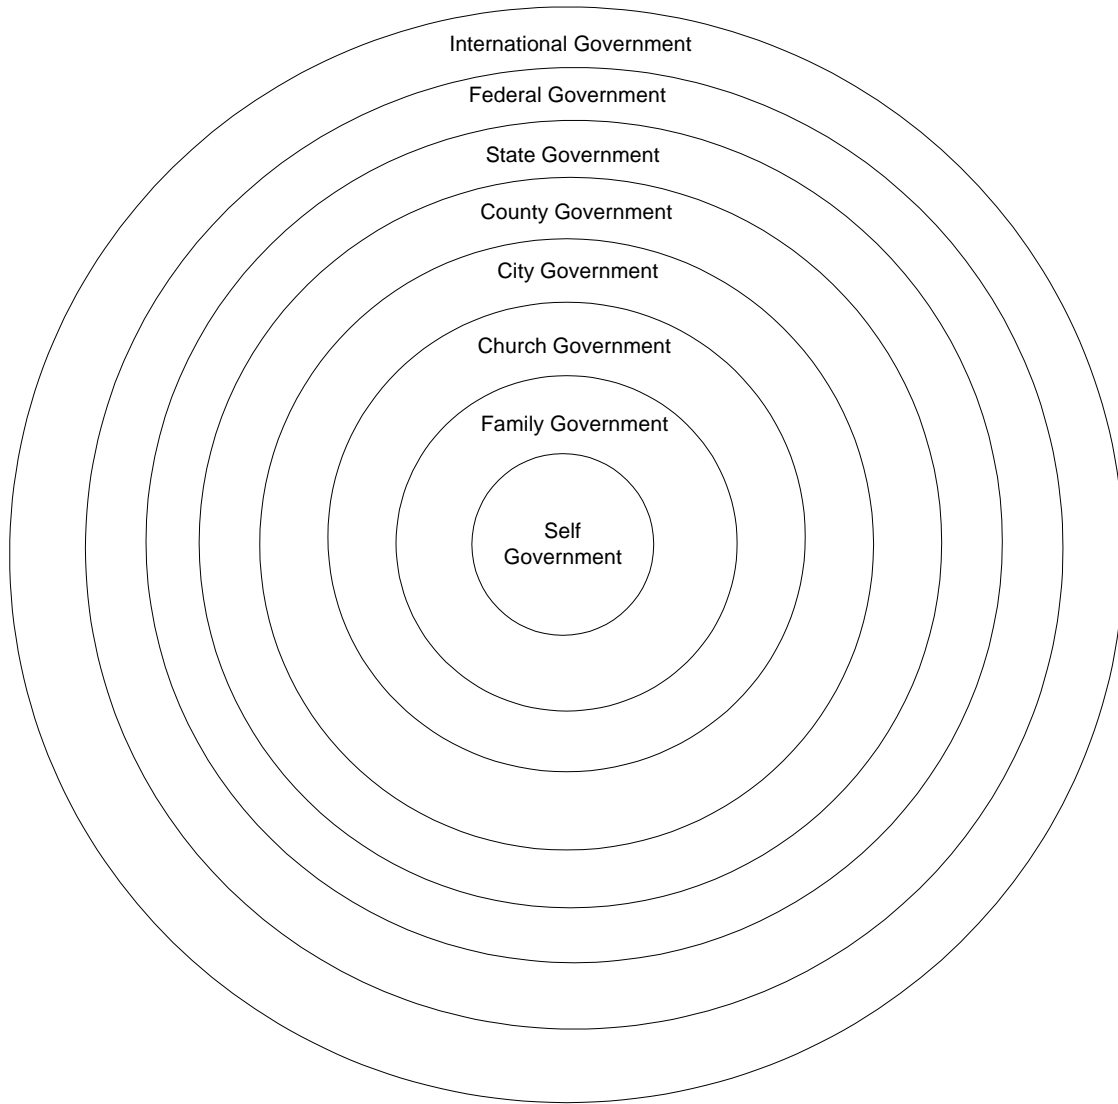 International Government
Federal Government
State Government
County Government
City Government
Church Government
Family Government
Self
Government